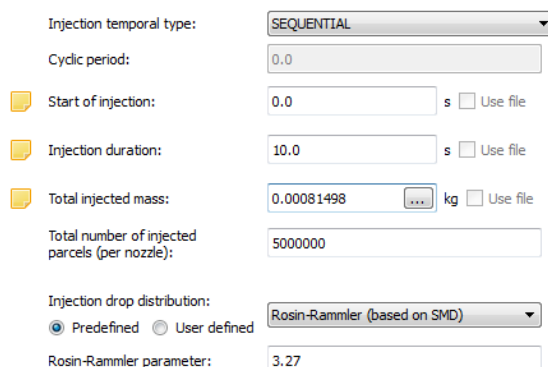 Injection temporal type: SEQUENTIAL
Cyclic period: 0.0
Start of injection: 0.0 s Use file
Injection duration: 10.0 s Use file
Total injected mass: 0.00081498 ... kg Use file
Total number of injected
parcels (per nozzle): 5000000
Injection drop distribution:
Predefined User defined Rosin-Rammler (based on SMD)
Rosin-Rammler parameter: 3.27